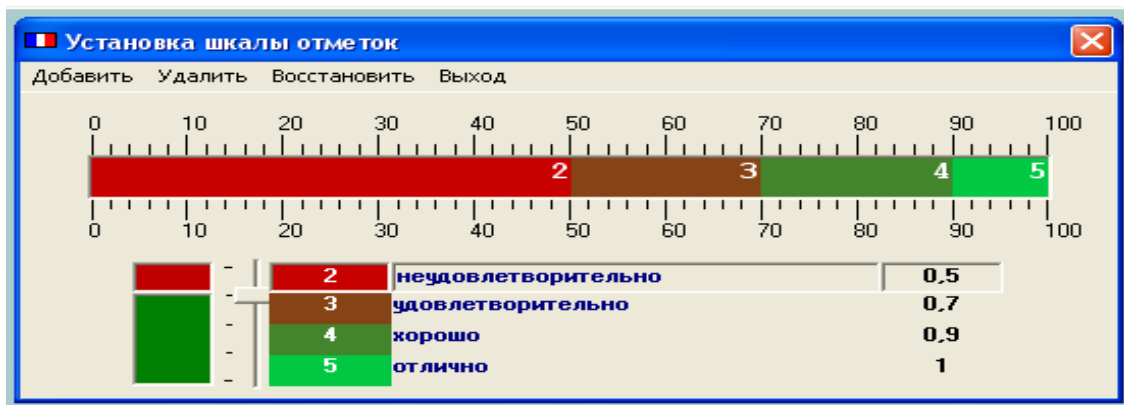 Установка шкалы отметок
Добавить Удалить Восстановить Выход
0 10 20 30 40 50 60 70 80 90 100
2 3 4 5
0 10 20 30 40 50 60 70 80 90 100
2 неудовлетворительно 0,5
3 удовлетворительно 0,7
4 хорошо 0,9
5 отлично 1